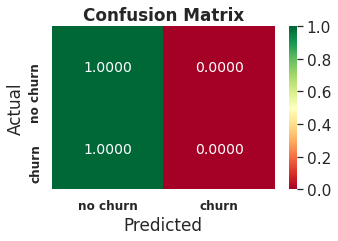 Confusion Matrix
Actual
no churn
churn
1.0000 0.0000
1.0000 0.0000
no churn churn
Predicted
1.0
0.8
0.6
0.4
0.2
0.0